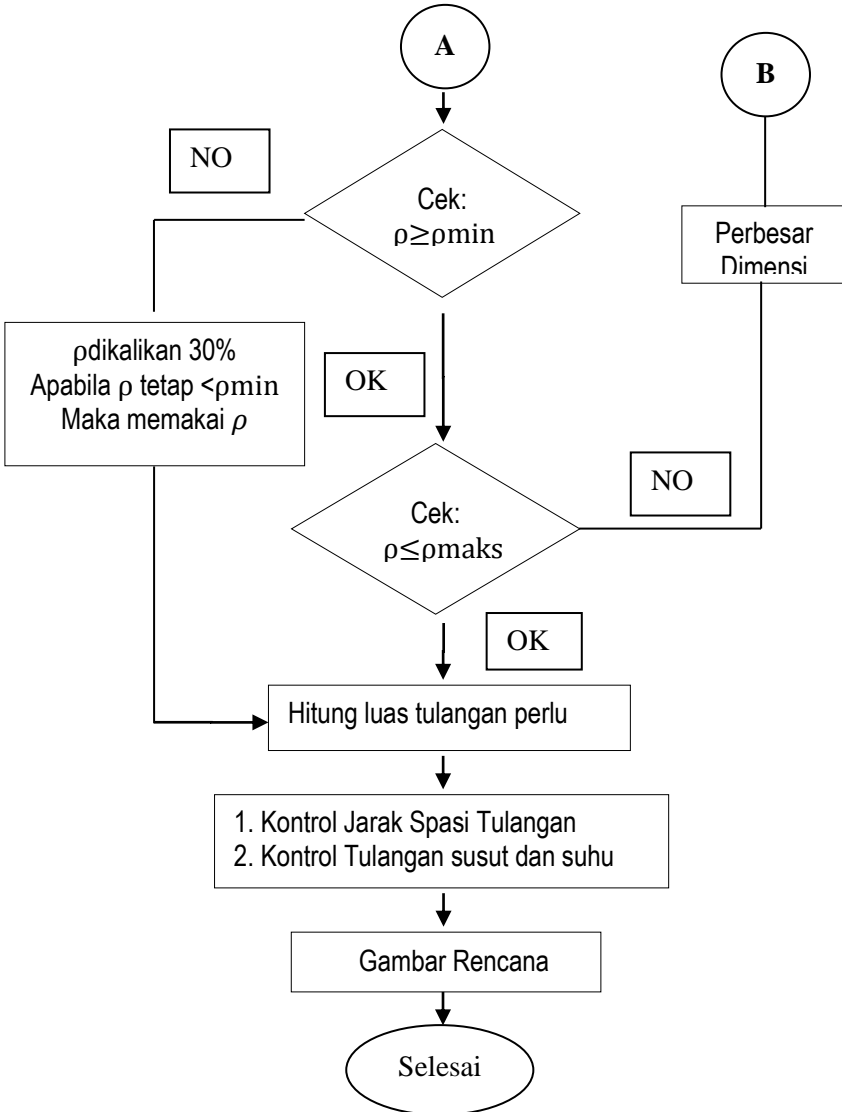 A
B
NO
Cek:
ρ≥ρmin
Perbesar
Dimensi
ρdikalikan 30%
Apabila ρ tetap <ρmin
Maka memakai ρ
OK
NO
Cek:
ρ≤ρmaks
OK
Hitung luas tulangan perlu
1. Kontrol Jarak Spasi Tulangan
2. Kontrol Tulangan susut dan suhu
Gambar Rencana
Selesai